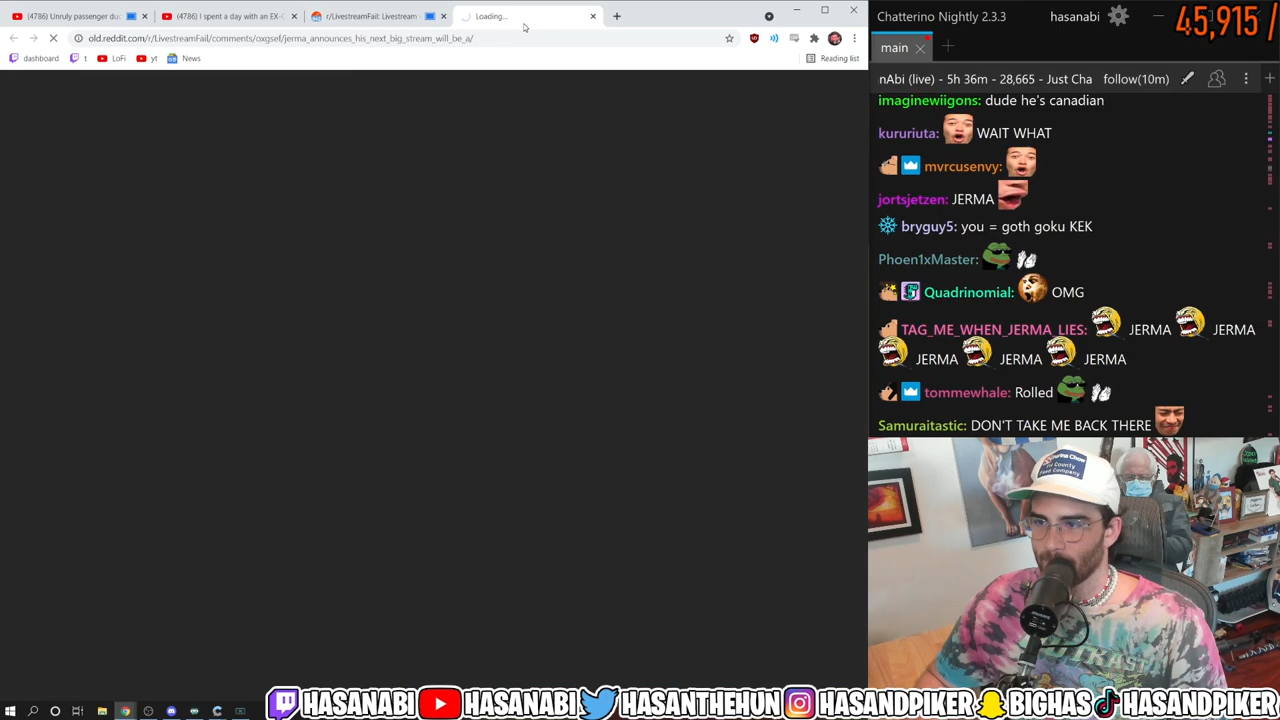 (4786) Unruly passenger du
(4786) I spent a day with an EX-C
r/LivestreamFail: Livestream
Loading...
old.reddit.com/r/LivestreamFail/comments/oxgsef/jerma_announces_his_next_big_stream_will_be_a/
dashboard
t
LoFi
yt
News
Reading list
Chatterino Nightly 2.3.3
hasanabi
45,915 /
main
nAbi (live) - 5h 36m - 28,665 - Just Cha
follow(10m)
imaginewiigons: dude he's canadian
kururiuta: WAIT WHAT
mvrcusenvy:
jortsjetzen: JERMA
bryguy5: you = goth goku KEK
Phoen1xMaster:
Quadrinomial: OMG
TAG_ME_WHEN_JERMA_LIES: JERMA JERMA
JERMA JERMA JERMA
tommewhale: Rolled
Samuraitastic: DON'T TAKE ME BACK THERE
HASANABI HASANABI HASANTHEHUN HASANDPIKER BIGHAS HASANDPIKER